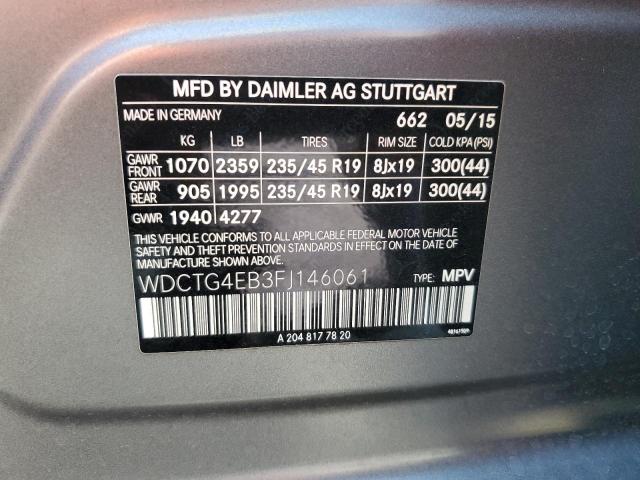 MFD BY DAIMLER AG STUTTGART
MADE IN GERMANY 662 05/15
KG LB TIRES RIM SIZE COLD KPA (PSI)
GAWR FRONT 1070 2359 235/45 R19 8Jx19 300(44)
GAWR REAR 905 1995 235/45 R19 8Jx19 300(44)
GVWR 1940 4277
THIS VEHICLE CONFORMS TO ALL APPLICABLE FEDERAL MOTOR VEHICLE
SAFETY AND THEFT PREVENTION STANDARDS IN EFFECT ON THE DATE OF
MANUFACTURE SHOWN ABOVE.
WDCTG4EB3FJ146061 TYPE: MPV
A 204 817 78 20